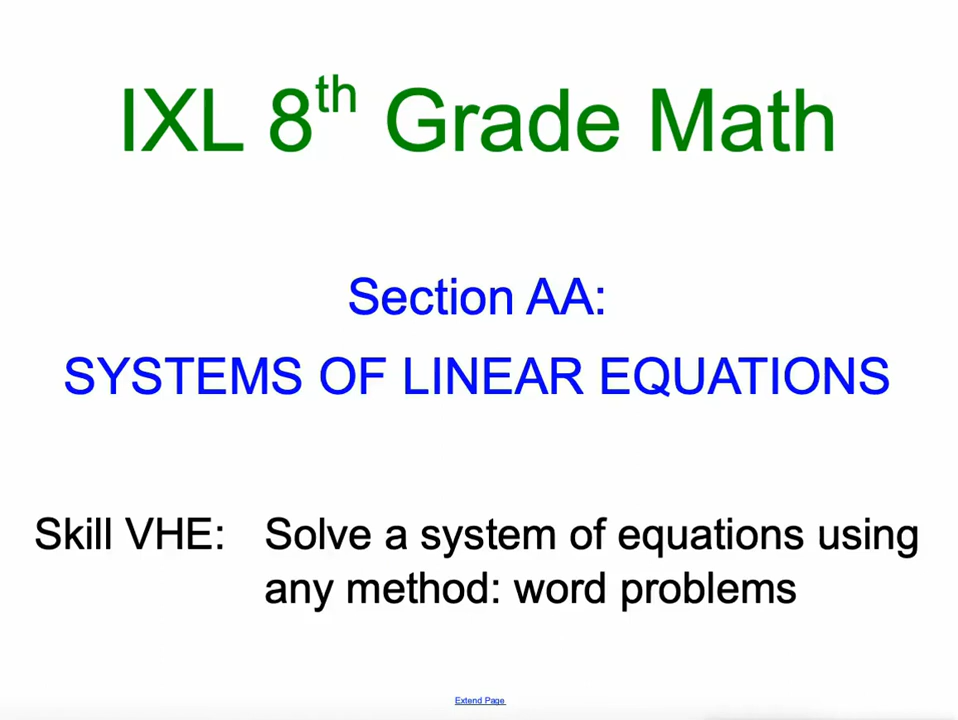 IXL 8th Grade Math
Section AA:
SYSTEMS OF LINEAR EQUATIONS
Skill VHE: Solve a system of equations using
any method: word problems
Extend Page